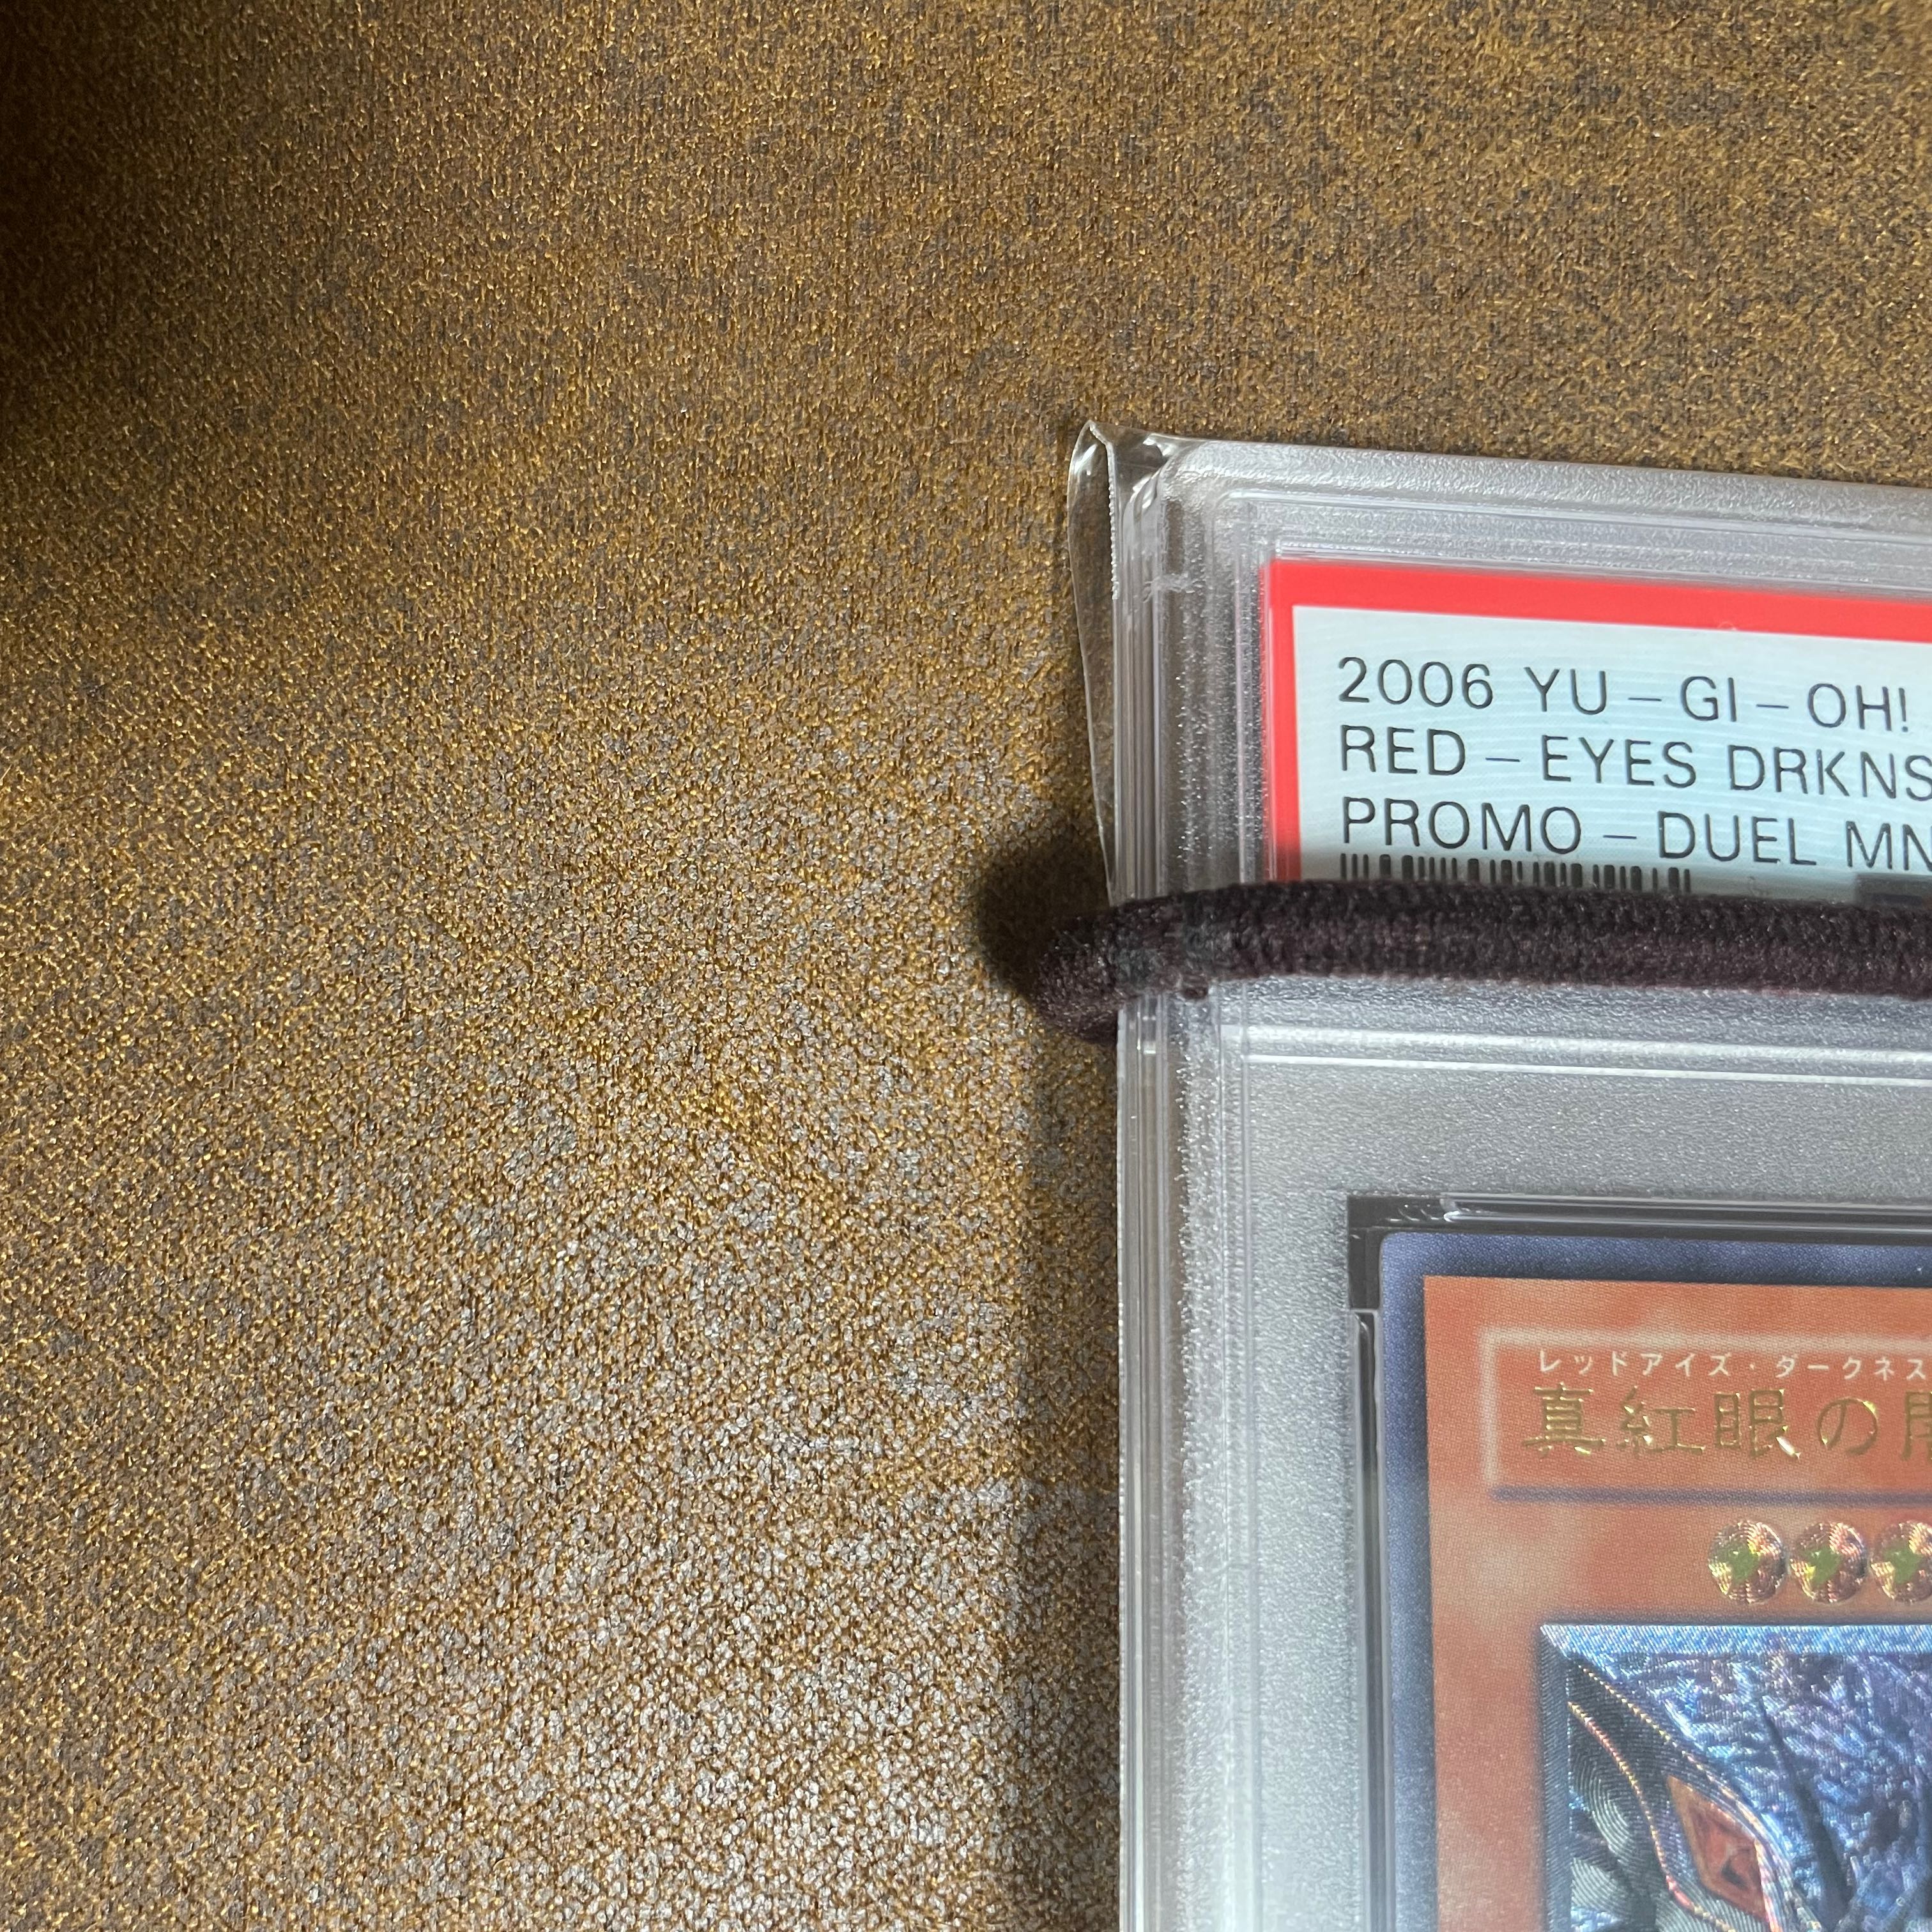 2006 YU-GI-OH!
RED-EYES DRKNS
PROMO-DUEL MN
レッドアイズ・ダークネス
真紅眼の